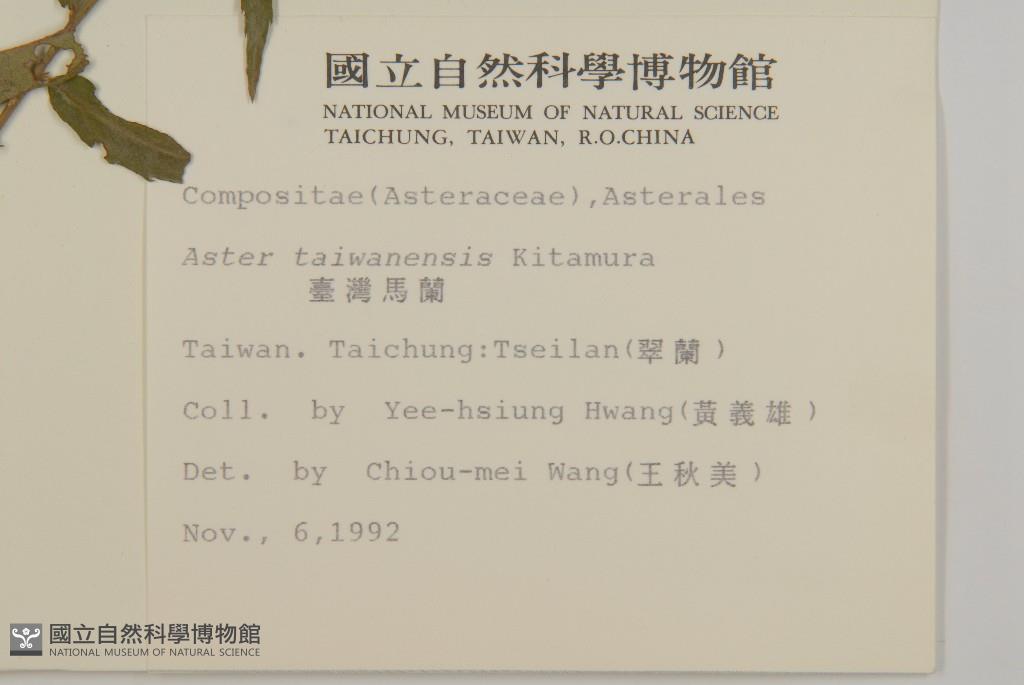 國立自然科學博物館
NATIONAL MUSEUM OF NATURAL SCIENCE
TAICHUNG, TAIWAN, R.O.CHINA
Compositae(Asteraceae),Asterales
Aster taiwanensis Kitamura
臺灣馬蘭
Taiwan. Taichung:Tseilan(翠蘭)
Coll. by Yee-hsiung Hwang(黃義雄)
Det. by Chiou-mei Wang(王秋美)
Nov., 6,1992
國立自然科學博物館
NATIONAL MUSEUM OF NATURAL SCIENCE